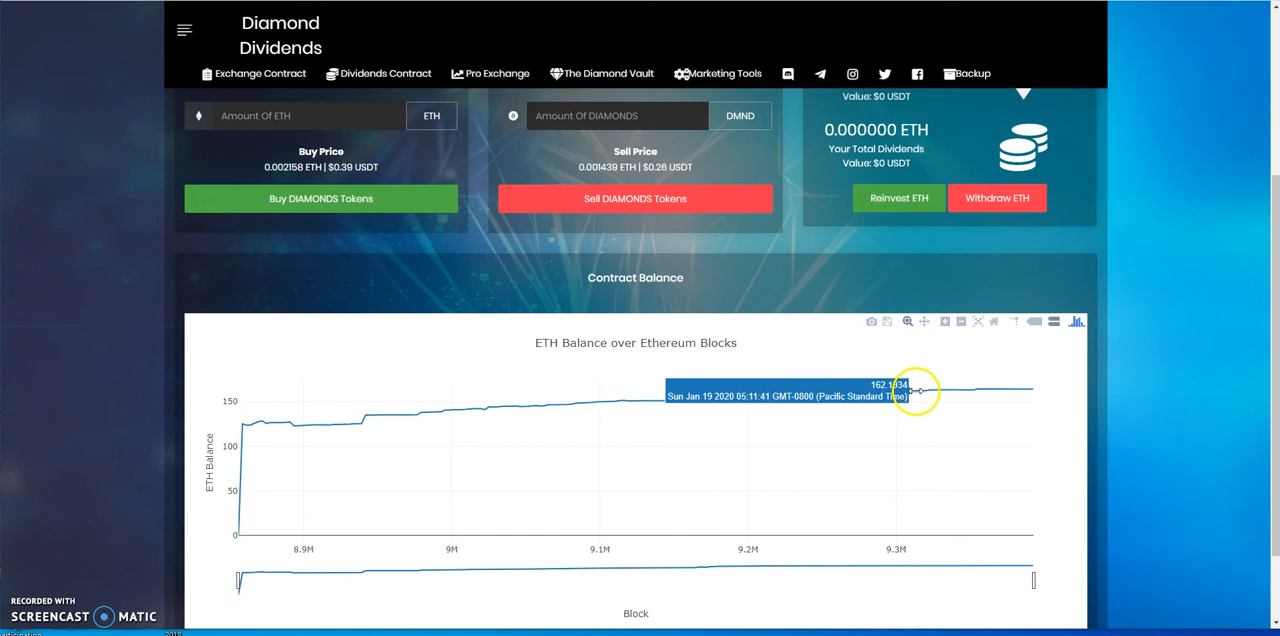 Diamond
Dividends
Exchange Contract Dividends Contract Pro Exchange The Diamond Vault Marketing Tools Backup
Value: $0 USDT
Amount Of ETH ETH
Amount Of DIAMONDS DMND
0.000000 ETH
Your Total Dividends
Value: $0 USDT
Buy Price
0.002158 ETH | $0.39 USDT
Sell Price
0.001439 ETH | $0.26 USDT
Buy DIAMONDS Tokens
Sell DIAMONDS Tokens
Reinvest ETH
Withdraw ETH
Contract Balance
ETH Balance over Ethereum Blocks
162.1934
Sun Jan 19 2020 05:11:41 GMT-0800 (Pacific Standard Time)
ETH Balance
150
100
50
0
8.9M 9M 9.1M 9.2M 9.3M
Block
RECORDED WITH
SCREENCAST MATIC
2018